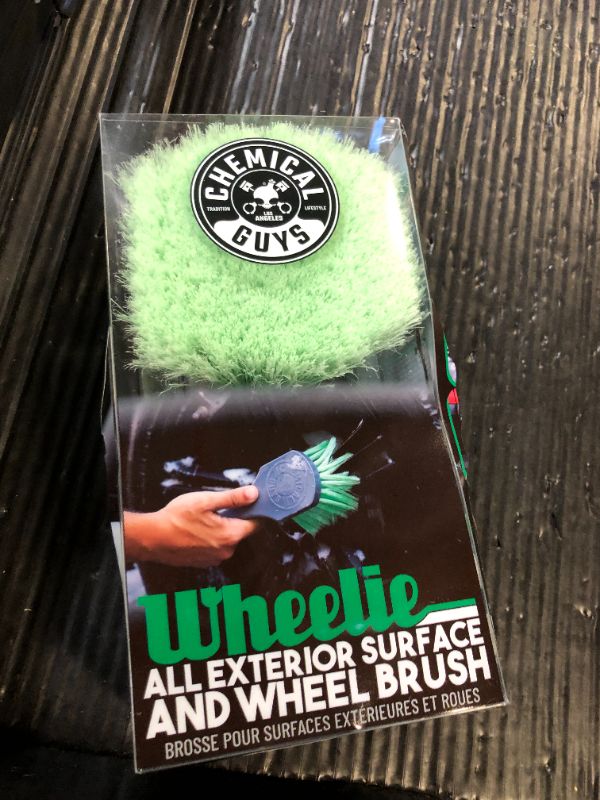 CHEMICAL
TRADITION
LOS
ANGELES
LIFESTYLE
GUYS
Wheelie
ALL EXTERIOR SURFACE
AND WHEEL BRUSH
BROSSE POUR SURFACES EXTÉRIEURES ET ROUES